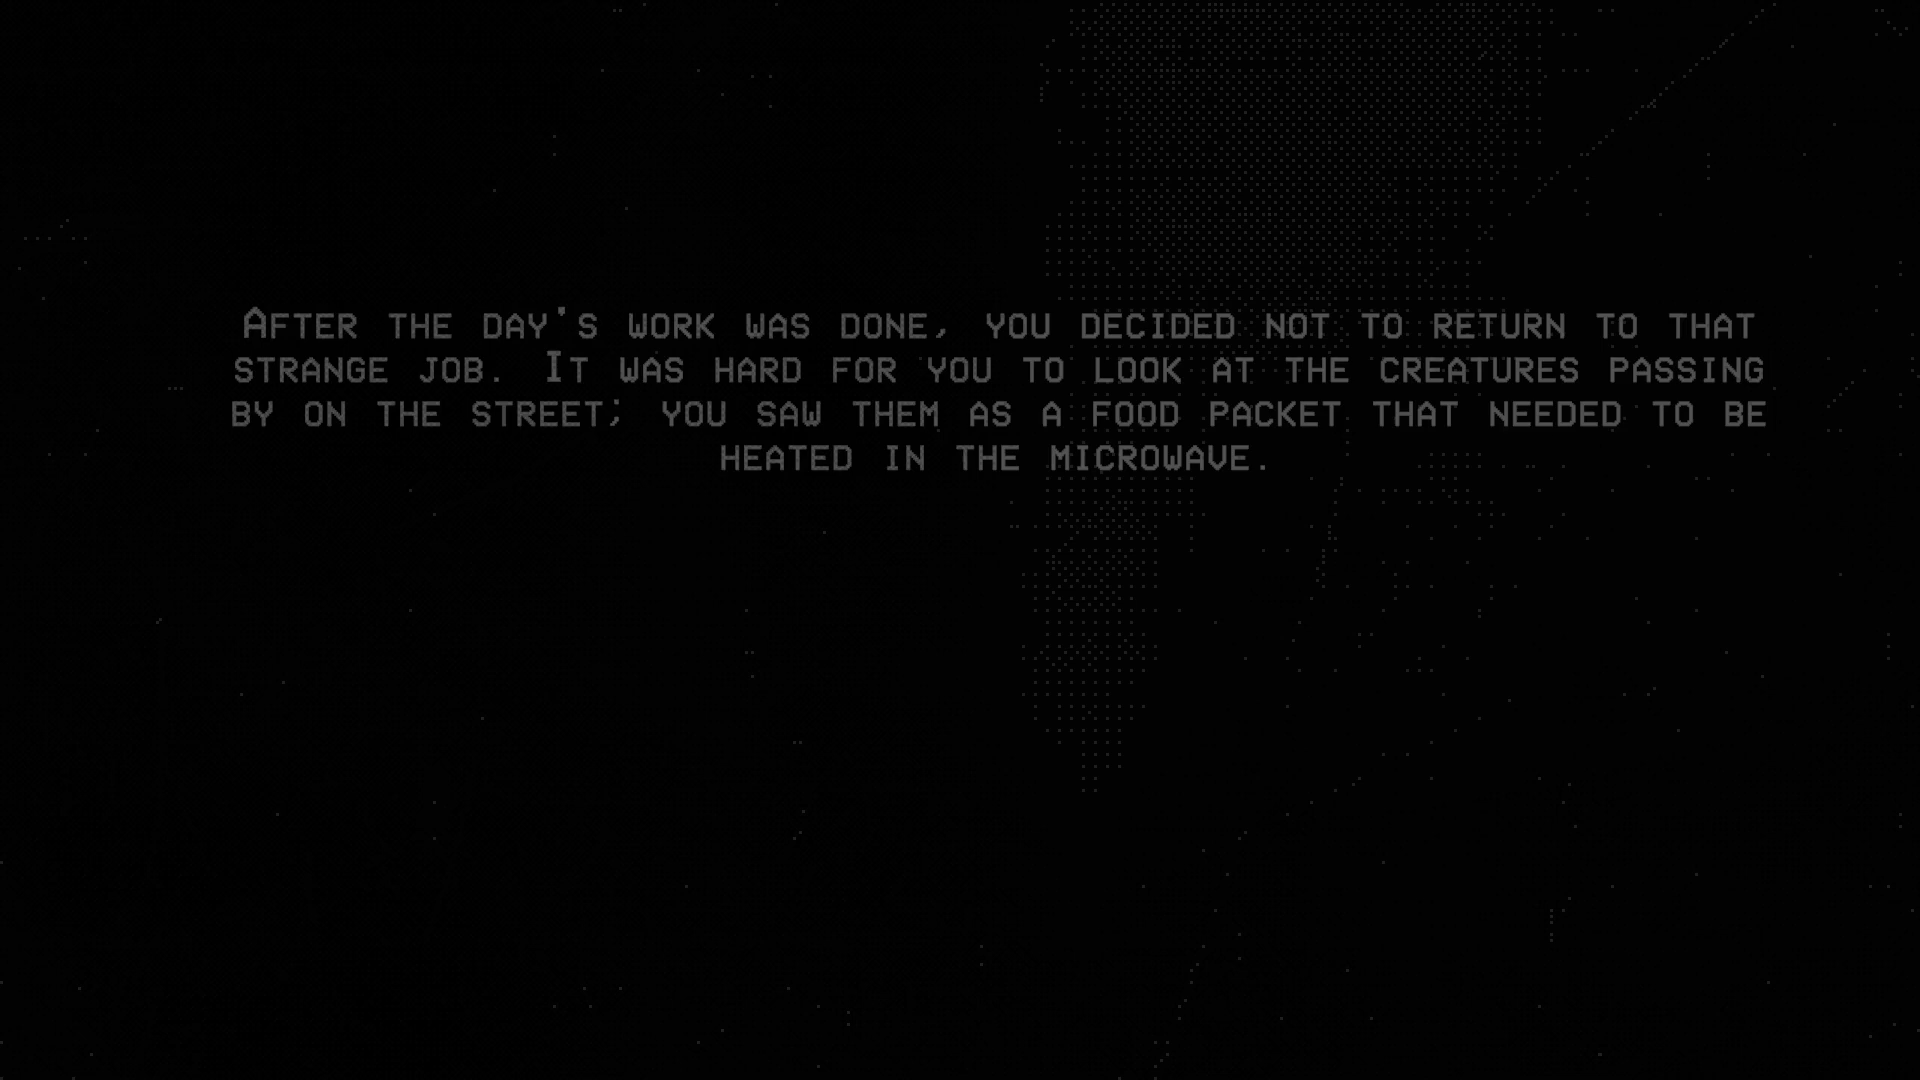 After the day's work was done, you decided not to return to that
strange job. It was hard for you to look at the creatures passing
by on the street; you saw them as a food packet that needed to be
heated in the microwave.